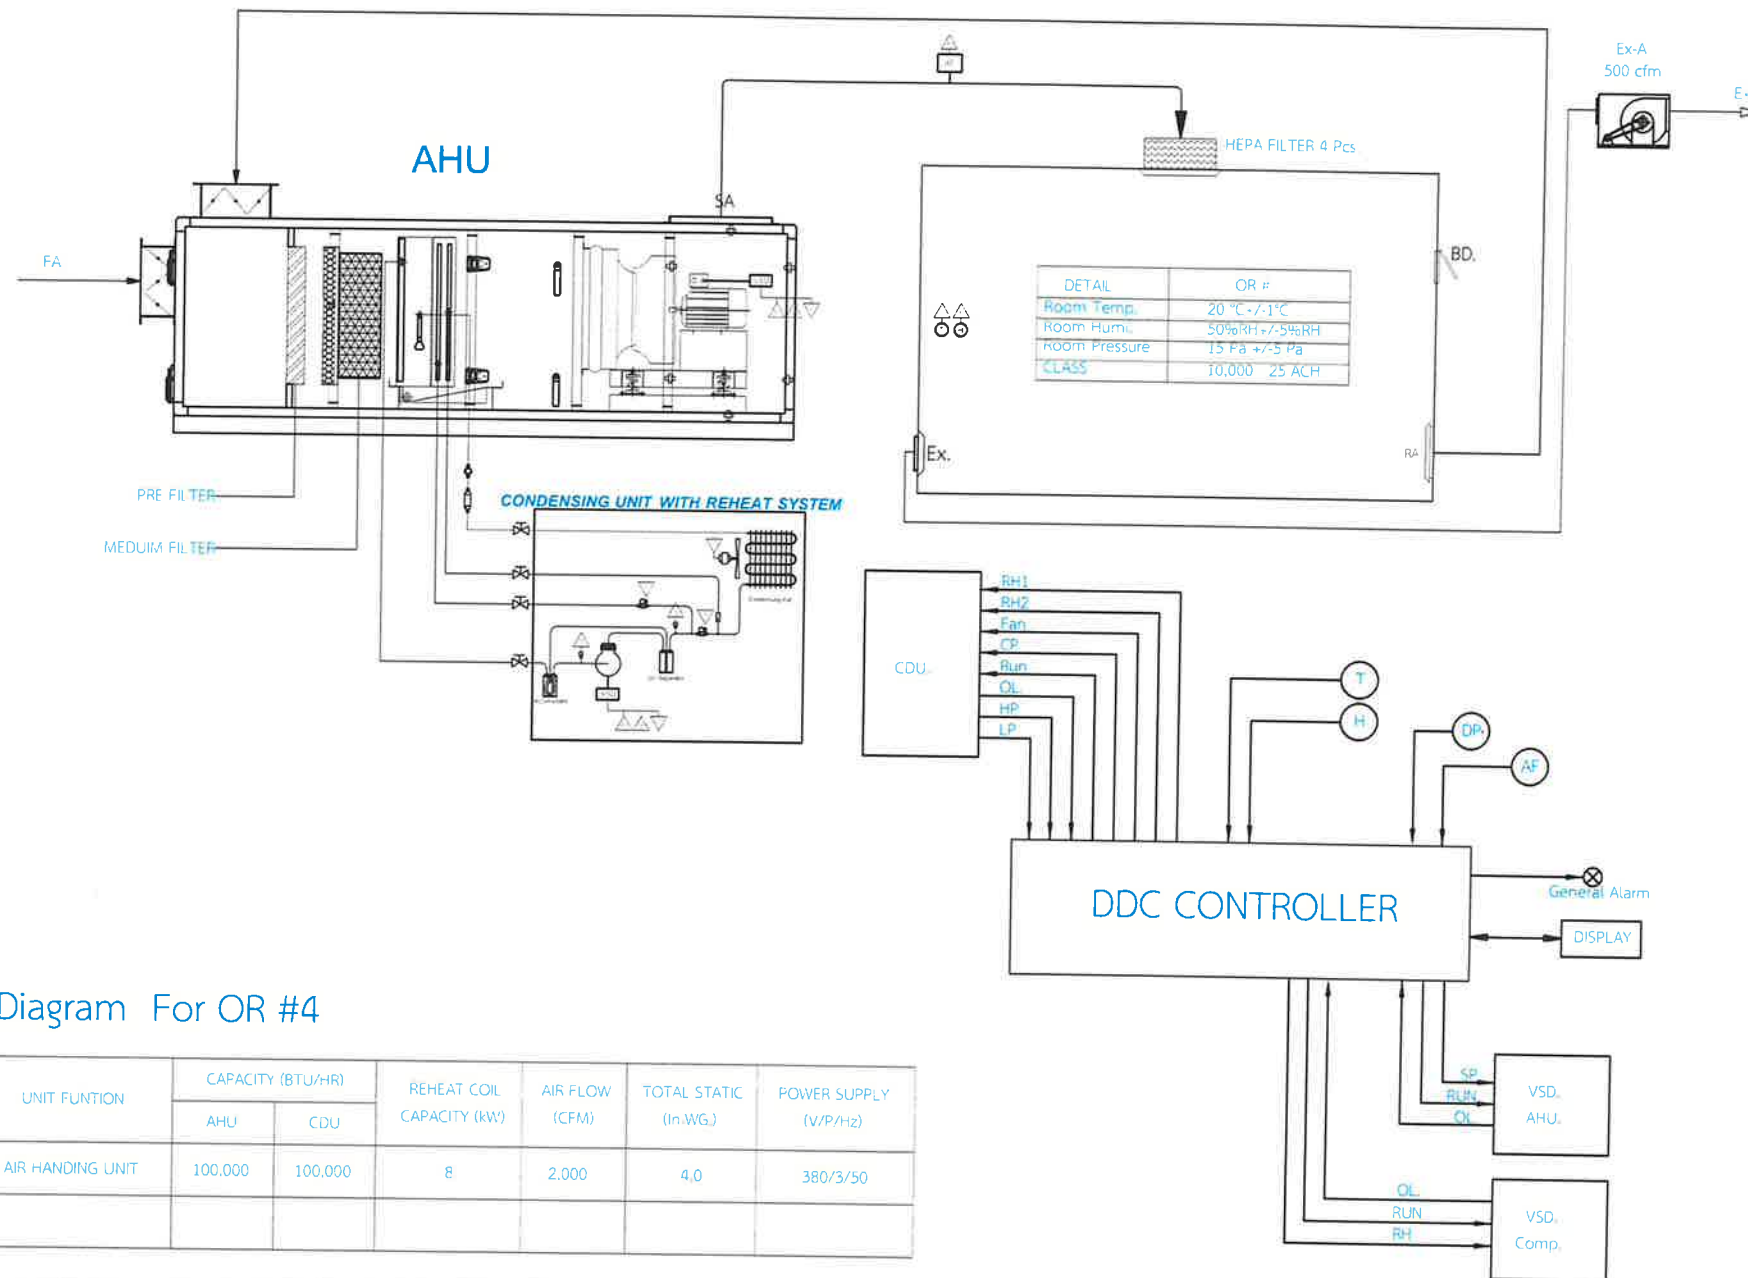 Ex-A
500 cfm
AHU
HEPA FILTER 4 Pcs
SA
FA
BD.
DETAIL OR #
Room Temp. 20 °C +/-1°C
Room Humi. 50%RH+/-5%RH
Room Pressure 15 Pa +/-5 Pa
CLASS 10,000 25 ACH
Ex.
RA
PRE FILTER
MEDUIM FILTER
CONDENSING UNIT WITH REHEAT SYSTEM
CDU.
RH1
RH2
Fan
CP
Run
OL
HP
LP
T
H
DP.
AF
DDC CONTROLLER
General Alarm
DISPLAY
Diagram For OR #4
UNIT FUNTION
CAPACITY (BTU/HR)
AHU CDU
REHEAT COIL
CAPACITY (kW)
AIR FLOW
(CFM)
TOTAL STATIC
(In.WG.)
POWER SUPPLY
(V/P/Hz)
AIR HANDING UNIT 100,000 100,000 8 2,000 4.0 380/3/50
SP
RUN
OL
VSD.
AHU.
OL
RUN
RH
VSD.
Comp.